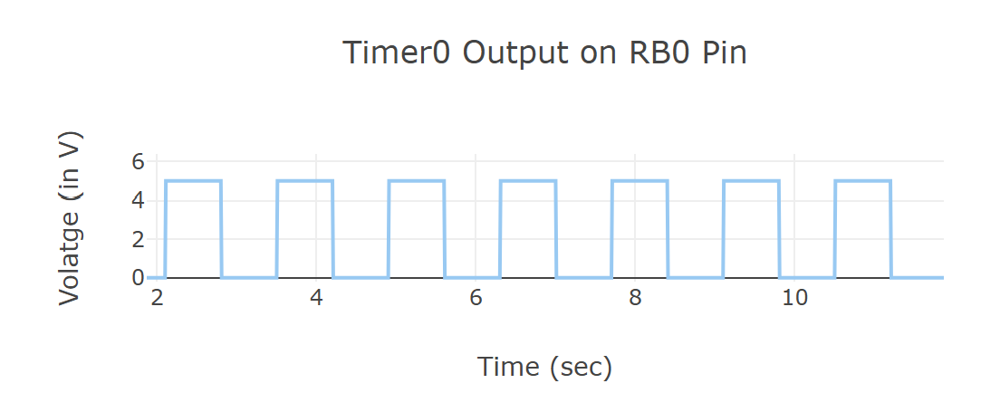 Timer0 Output on RB0 Pin
Volatge (in V)
6
4
2
0
2 4 6 8 10
Time (sec)